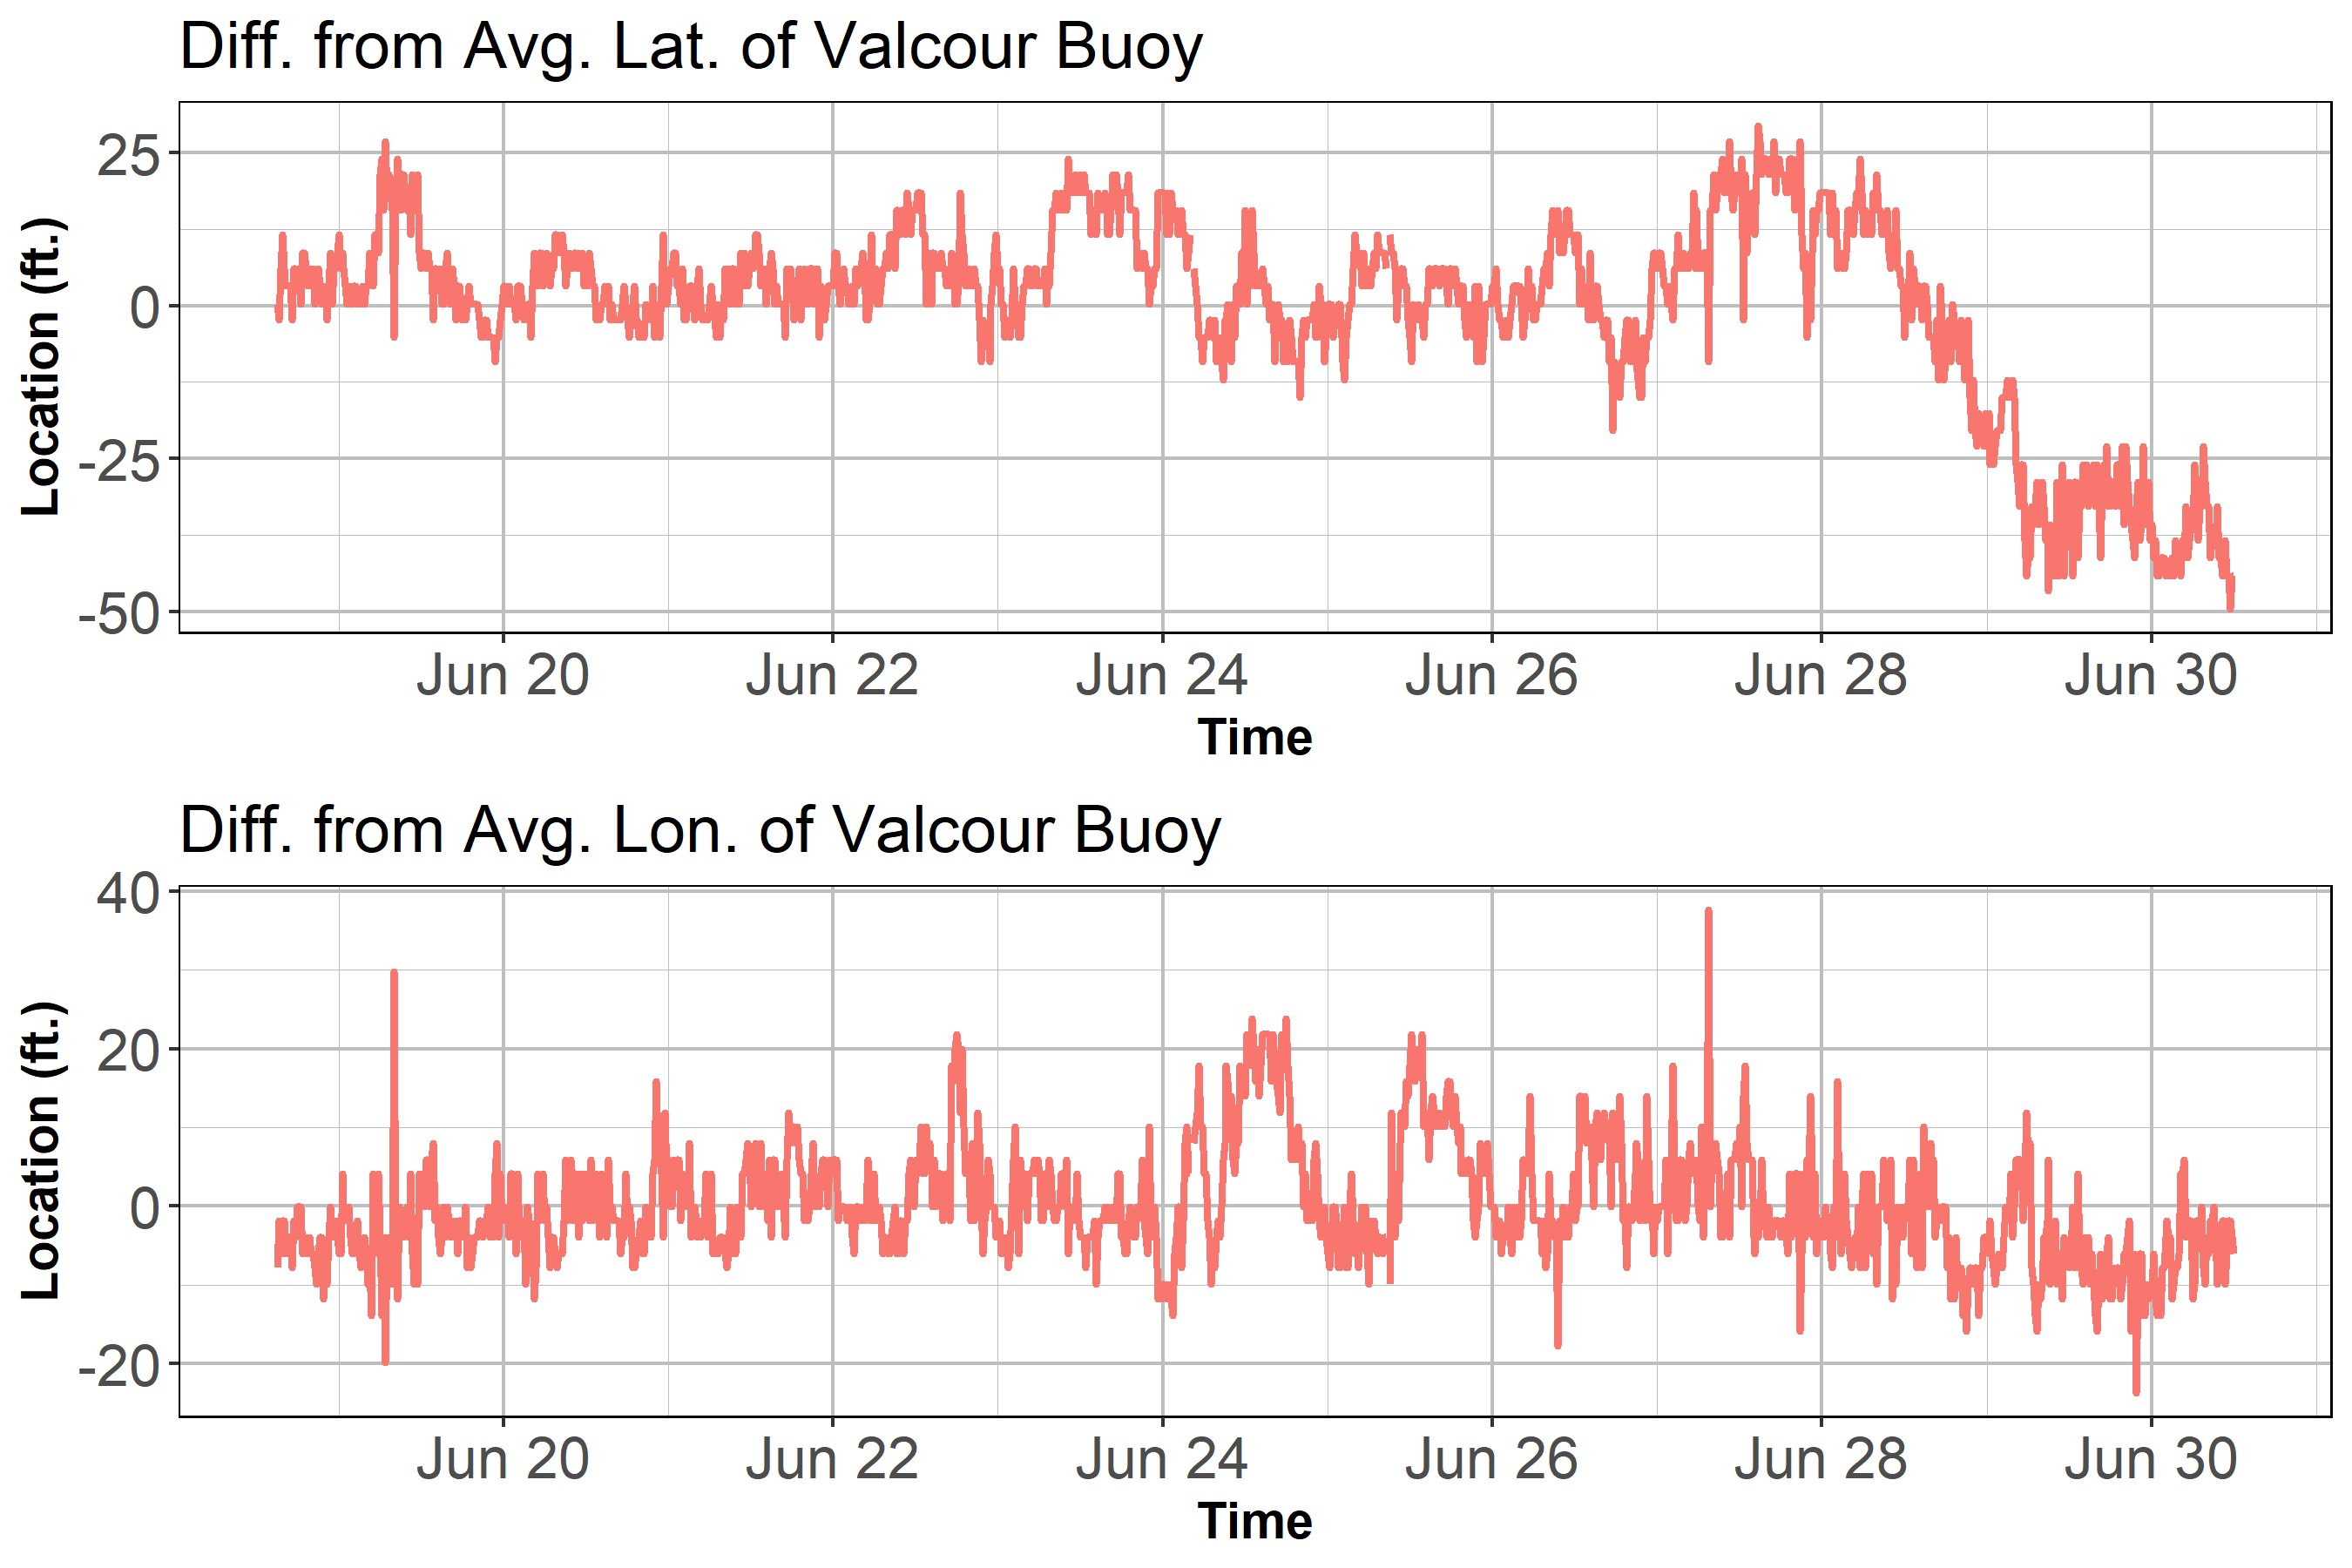 Diff. from Avg. Lat. of Valcour Buoy
Location (ft.)
25
0
-25
-50
Jun 20 Jun 22 Jun 24 Jun 26 Jun 28 Jun 30
Time
Diff. from Avg. Lon. of Valcour Buoy
Location (ft.)
40
20
0
-20
Jun 20 Jun 22 Jun 24 Jun 26 Jun 28 Jun 30
Time